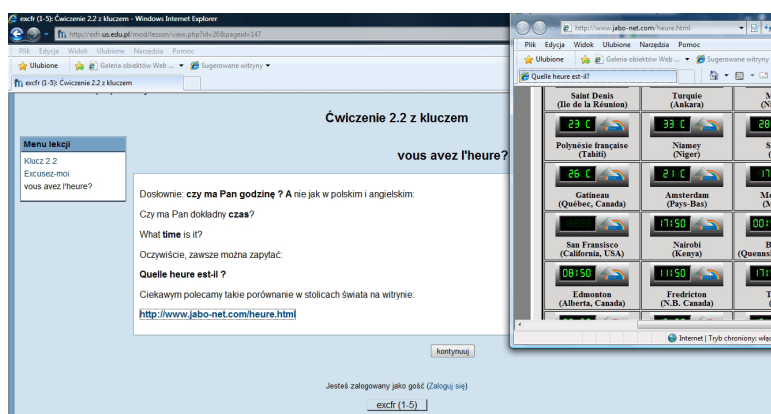 excfr (1-5): Ćwiczenie 2.2 z kluczem - Windows Internet Explorer
http://esfr.us.edu.pl/mod/lesson/view.php?id=20&pageid=147
Plik Edycja Widok Ulubione Narzędzia Pomoc
Ulubione Galeria obiektów Web ... Sugerowane witryny
excfr (1-5): Ćwiczenie 2.2 z kluczem
Ćwiczenie 2.2 z kluczem
vous avez l'heure?
Menu lekcji
Klucz 2.2
Excusez-moi
vous avez l'heure?
Dosłownie: czy ma Pan godzinę ? A nie jak w polskim i angielskim:
Czy ma Pan dokładny czas?
What time is it?
Oczywiście, zawsze można zapytać:
Quelle heure est-il ?
Ciekawym polecamy takie porównanie w stolicach świata na witrynie:
http://www.jabo-net.com/heure.html
kontynuuj
Jesteś zalogowany jako gość (Zaloguj się)
excfr (1-5)
http://www.jabo-net.com/heure.html
Plik Edycja Widok Ulubione Narzędzia Pomoc
Ulubione Galeria obiektów Web ... Sugerowane witryny
Quelle heure est-il?
Saint Denis Turquie
(Ile de la Réunion) (Ankara)
23 C 33 C 28
Polynésie française Niamey
(Tahiti) (Niger)
26 C 21 C
Gatineau Amsterdam
(Québec, Canada) (Pays-Bas)
17:50 00:
San Fransisco Nairobi
(California, USA) (Kenya) (Queensl
08:50 11:50 17:
Edmonton Fredricton
(Alberta, Canada) (N.B. Canada)
Internet | Tryb chroniony: włąc